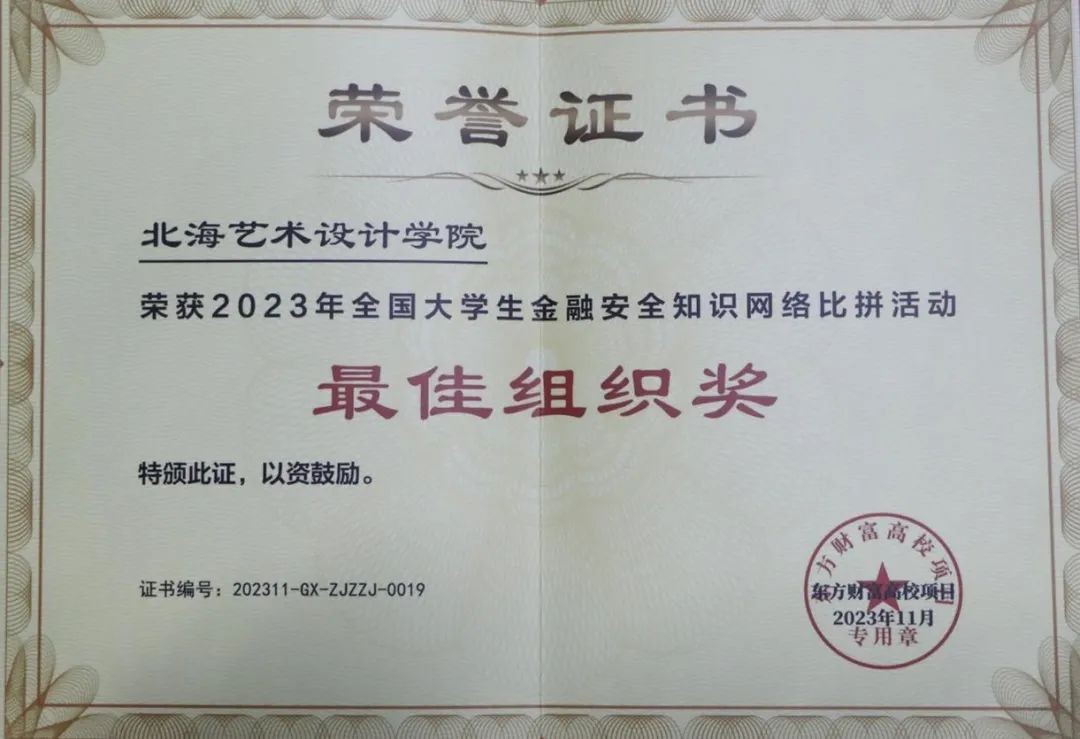 荣誉证书
北海艺术设计学院
荣获2023年全国大学生金融安全知识网络比拼活动
最佳组织奖
特颁此证，以资鼓励。
证书编号：202311-GX-ZJZZJ-0019
东方财富高校项目
东方财富高校项目
2023年11月
专用章